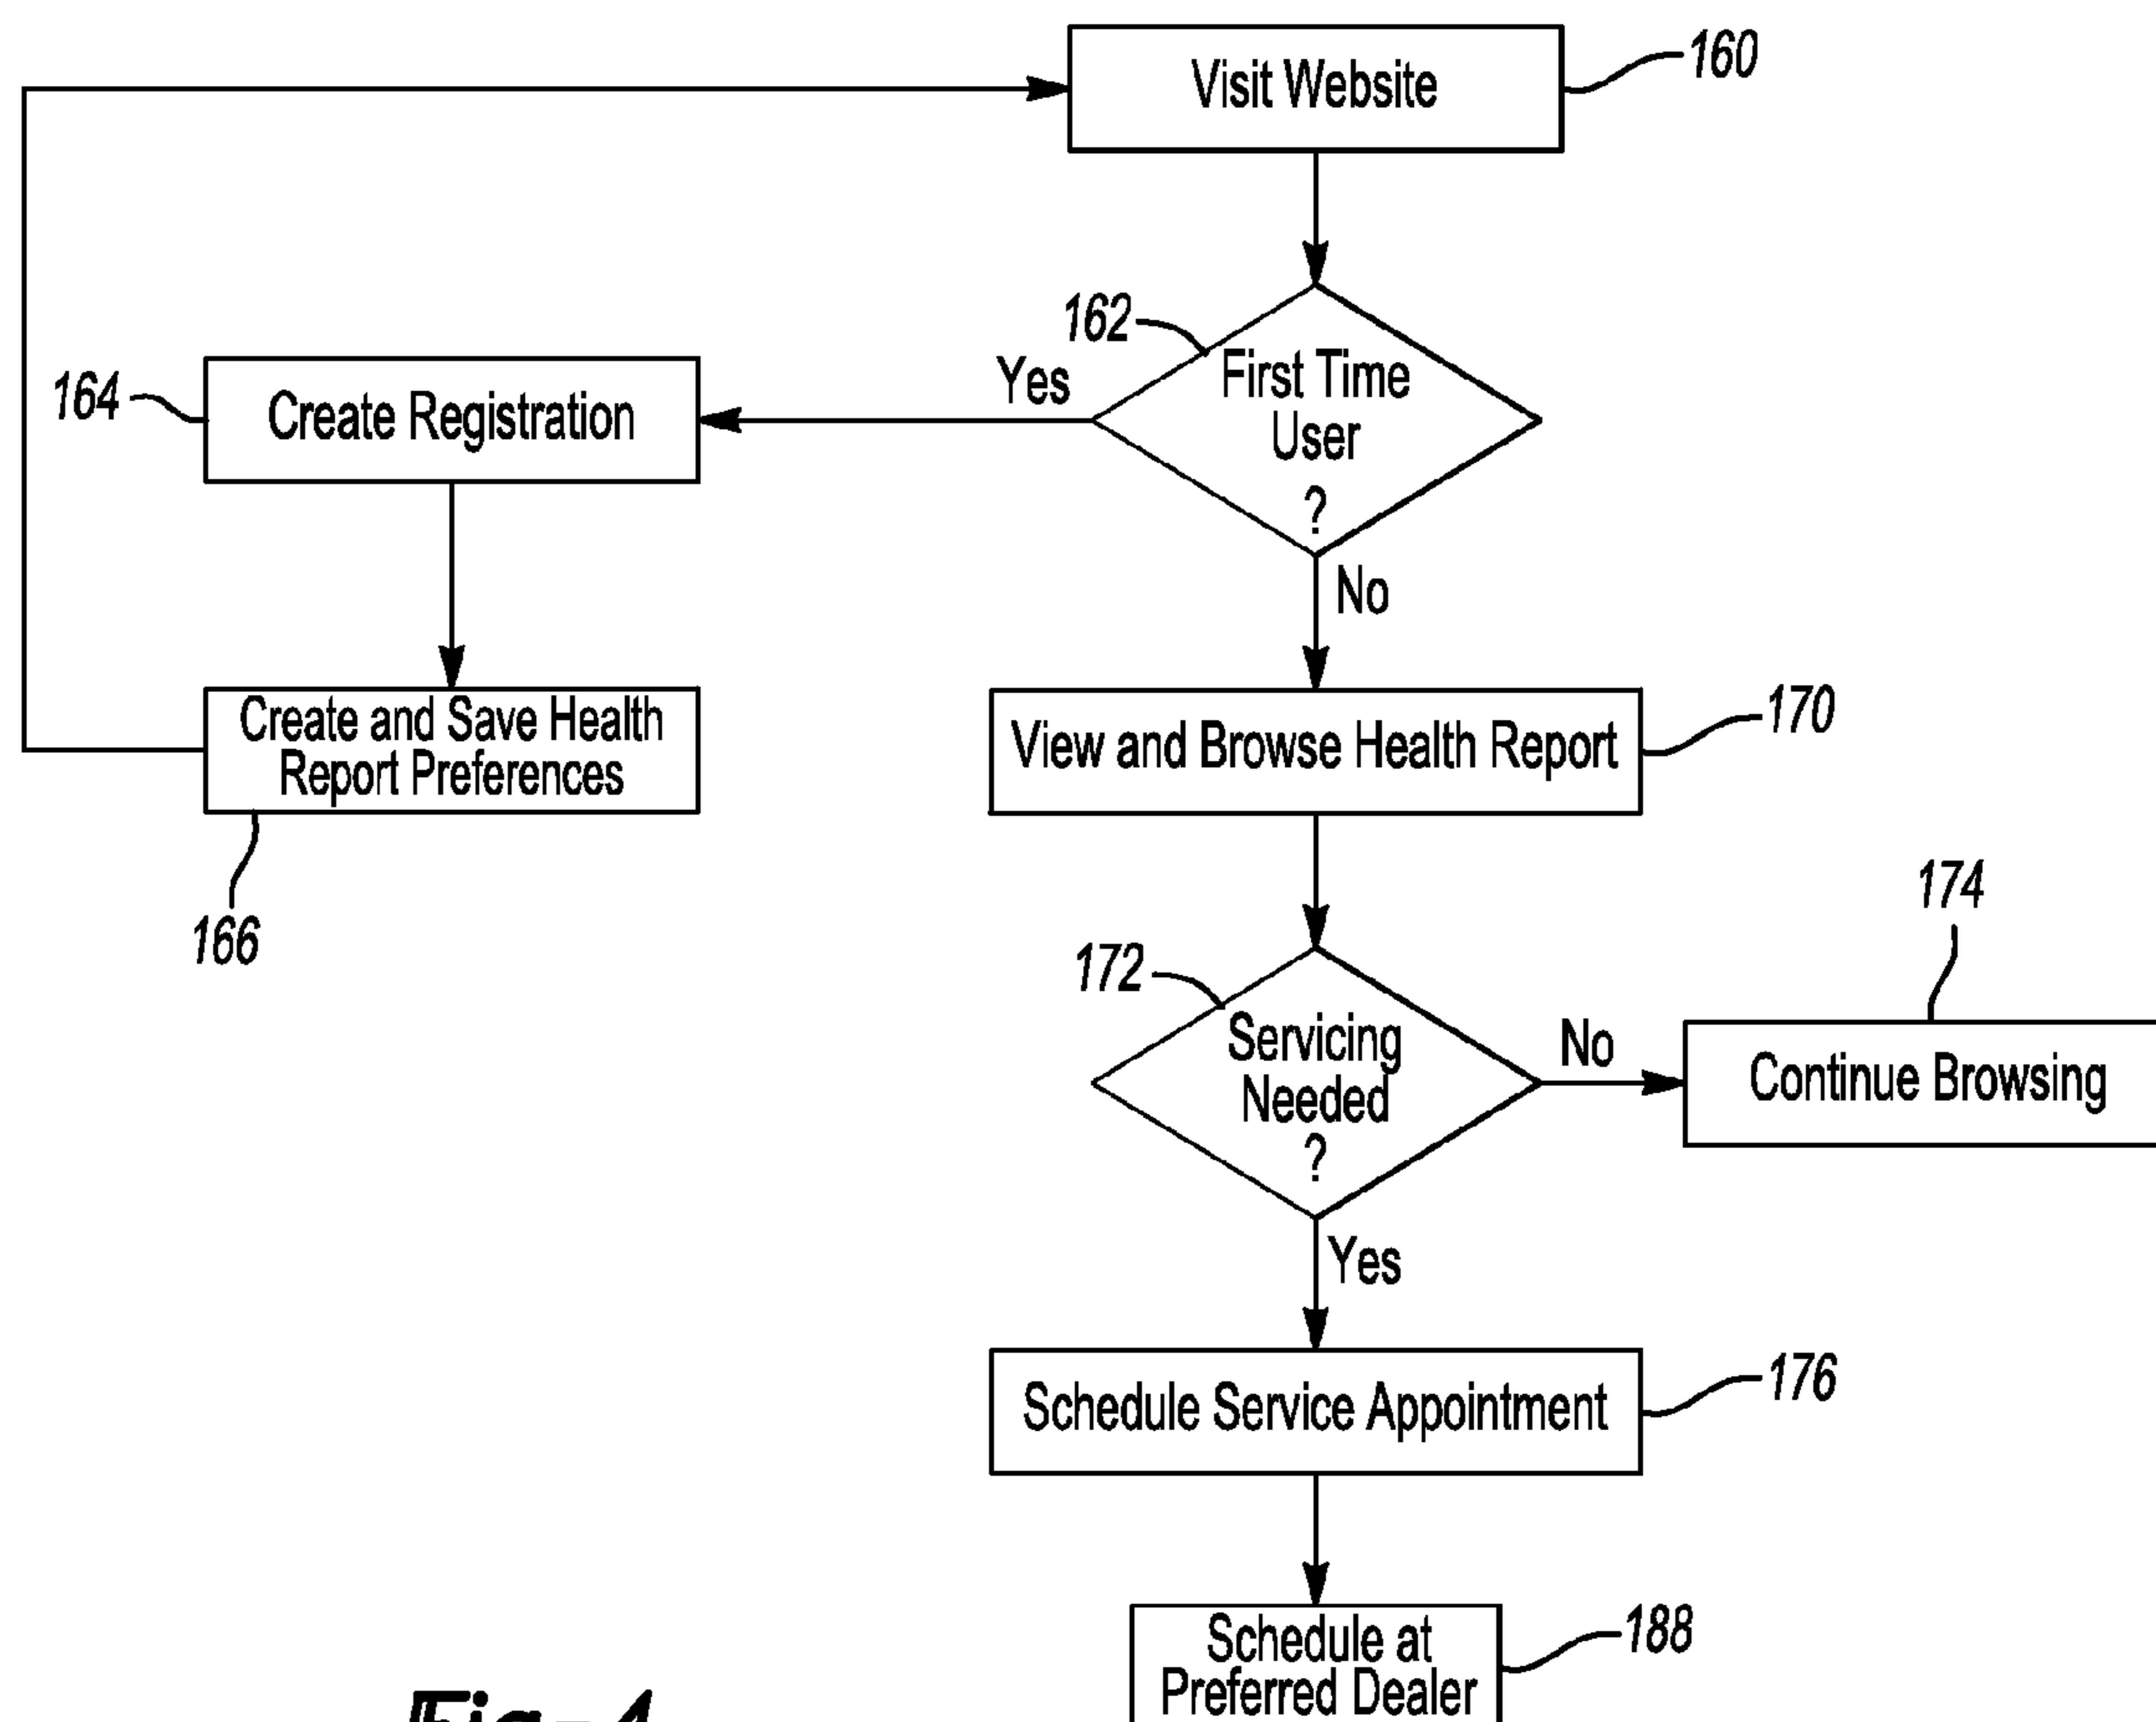 Visit Website
160
162
First Time
User
?
Yes
164
Create Registration
No
Create and Save Health
Report Preferences
166
View and Browse Health Report
170
172
Servicing
Needed
?
No
174
Continue Browsing
Yes
Schedule Service Appointment
176
Schedule at
Preferred Dealer
188